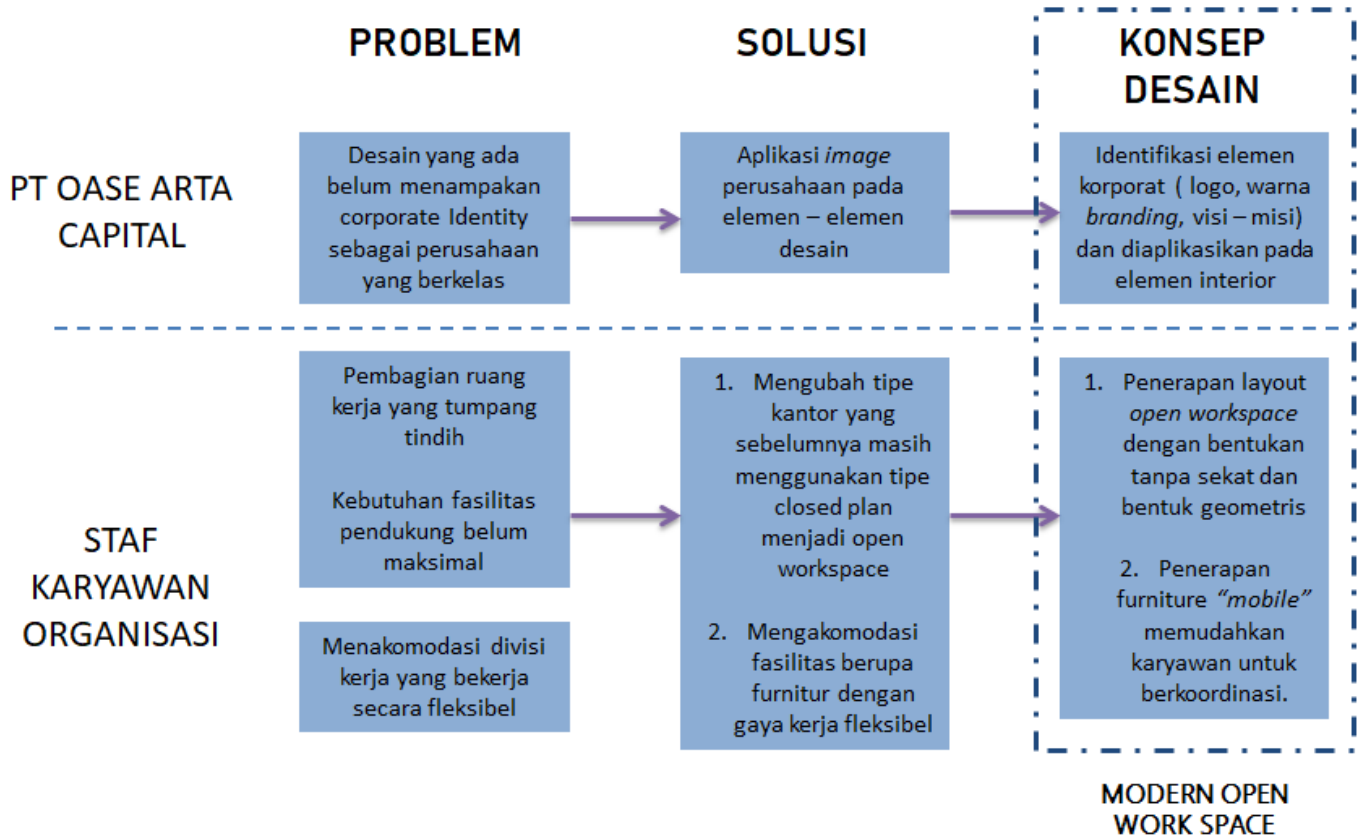 PROBLEM
SOLUSI
KONSEP
DESAIN
PT OASE ARTA
CAPITAL
Desain yang ada
belum menampakan
corporate Identity
sebagai perusahaan
yang berkelas
Aplikasi image
perusahaan pada
elemen – elemen
desain
Identifikasi elemen
korporat ( logo, warna
branding, visi – misi)
dan diaplikasikan pada
elemen interior
STAF
KARYAWAN
ORGANISASI
Pembagian ruang
kerja yang tumpang
tindih
Kebutuhan fasilitas
pendukung belum
maksimal
Menakomodasi divisi
kerja yang bekerja
secara fleksibel
1. Mengubah tipe
kantor yang
sebelumnya masih
menggunakan tipe
closed plan
menjadi open
workspace
2. Mengakomodasi
fasilitas berupa
furnitur dengan
gaya kerja fleksibel
1. Penerapan layout
open workspace
dengan bentukan
tanpa sekat dan
bentuk geometris
2. Penerapan
furniture “mobile”
memudahkan
karyawan untuk
berkoordinasi.
MODERN OPEN
WORK SPACE